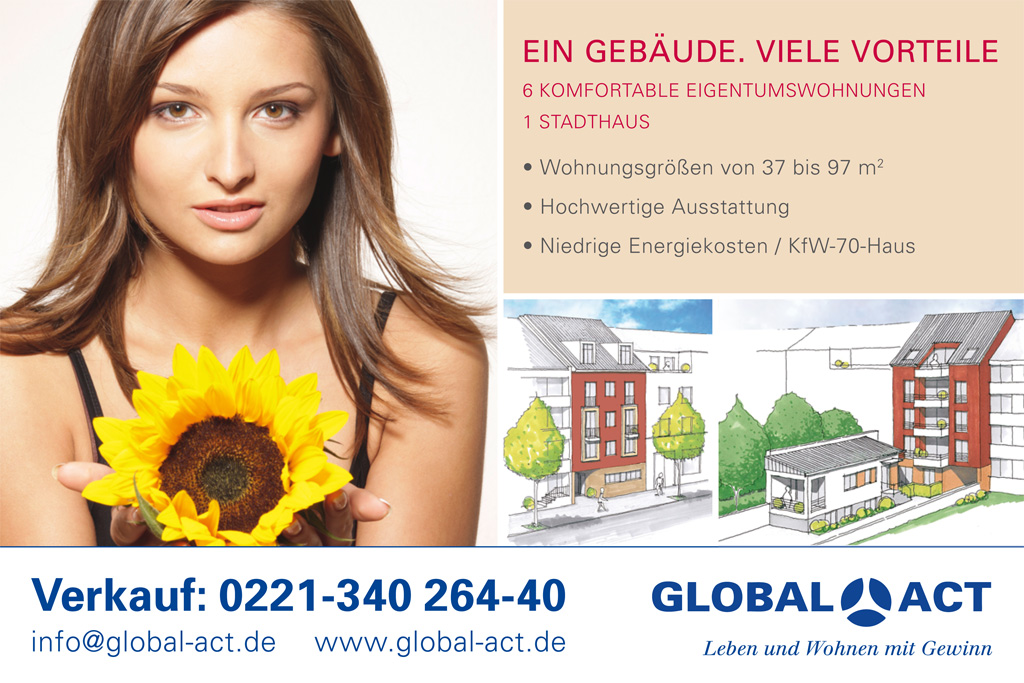 EIN GEBÄUDE. VIELE VORTEILE
6 KOMFORTABLE EIGENTUMSWOHNUNGEN
1 STADTHAUS
• Wohnungsgrößen von 37 bis 97 m²
• Hochwertige Ausstattung
• Niedrige Energiekosten / KfW-70-Haus
Verkauf: 0221-340 264-40
info@global-act.de www.global-act.de
GLOBAL ACT
Leben und Wohnen mit Gewinn